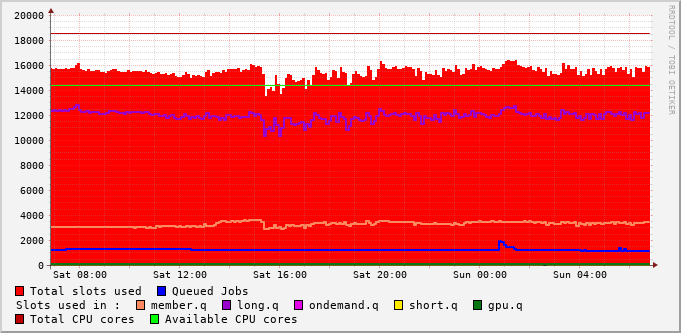 20000
18000
16000
14000
12000
10000
8000
6000
4000
2000
0
Sat 08:00 Sat 12:00 Sat 16:00 Sat 20:00 Sun 00:00 Sun 04:00
RRDTOOL / TOBI OETIKER
Total slots used Queued Jobs
Slots used in : member.q long.q ondemand.q short.q gpu.q
Total CPU cores Available CPU cores